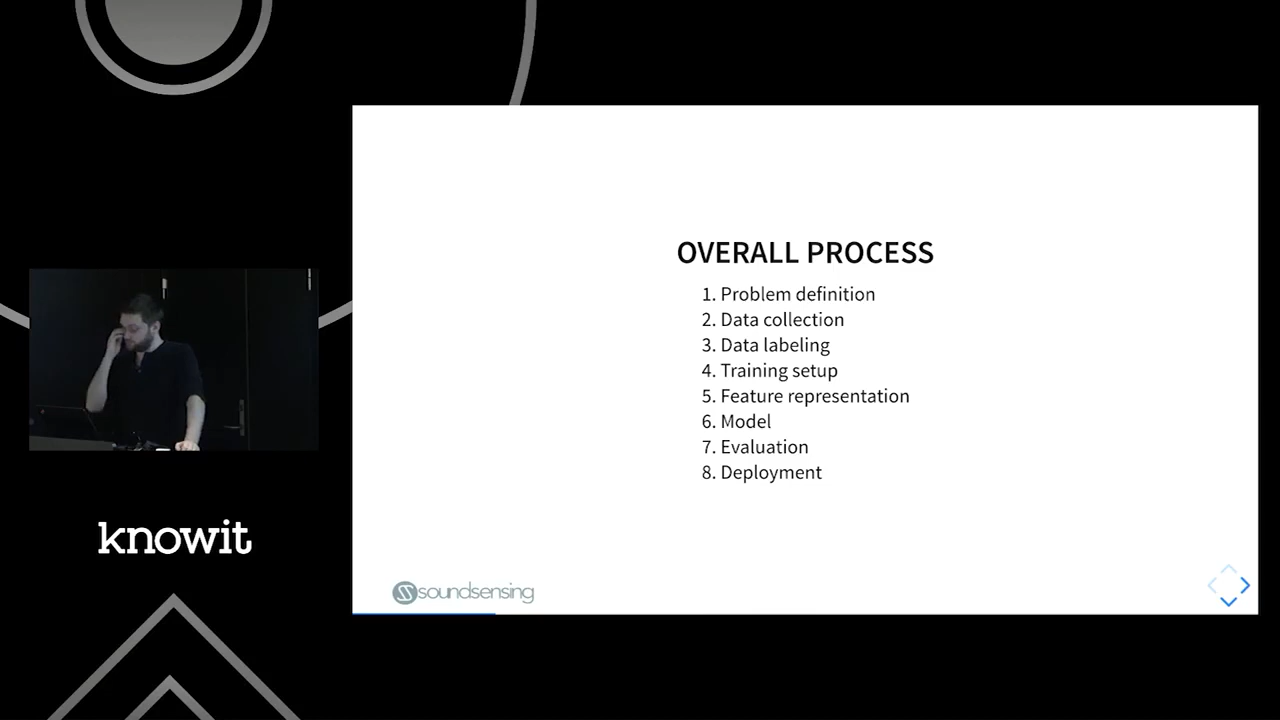 OVERALL PROCESS
1. Problem definition
2. Data collection
3. Data labeling
4. Training setup
5. Feature representation
6. Model
7. Evaluation
8. Deployment
knowit
soundsensing